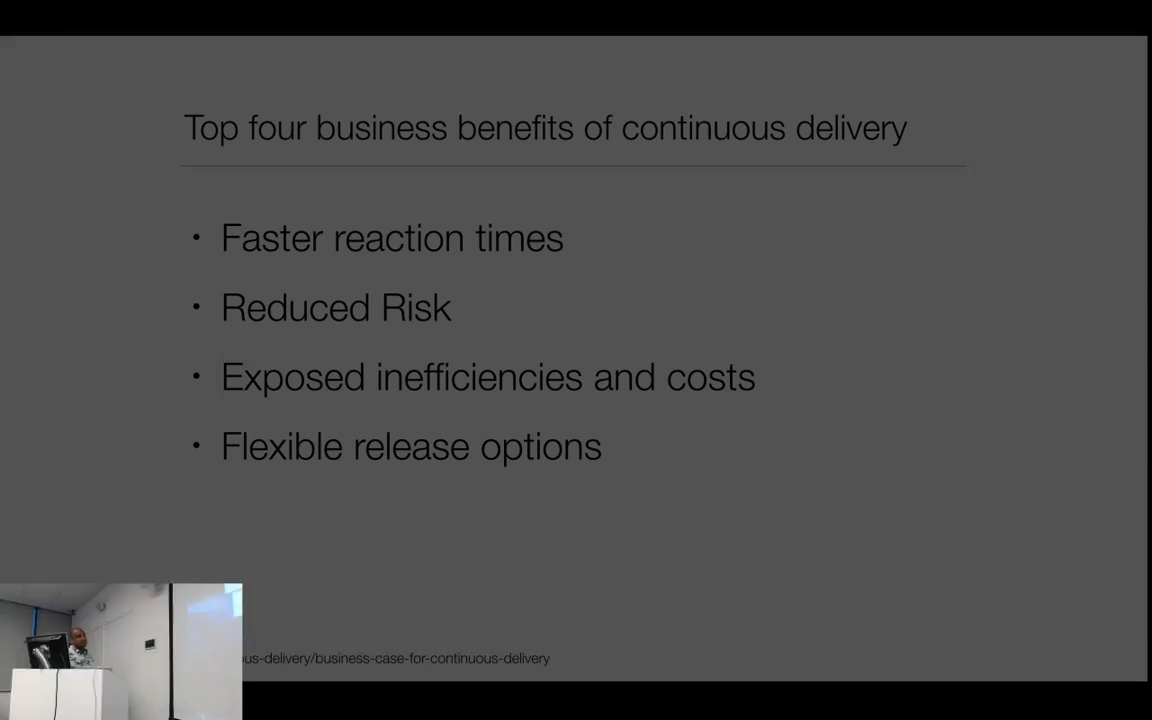 Top four business benefits of continuous delivery
• Faster reaction times
• Reduced Risk
• Exposed inefficiencies and costs
• Flexible release options
ous-delivery/business-case-for-continuous-delivery